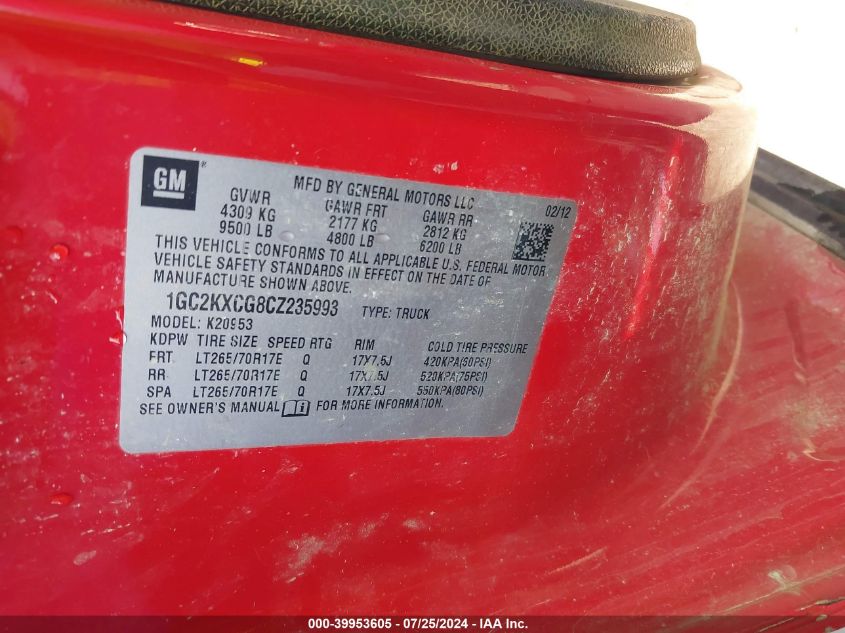 GM ®
MFD BY GENERAL MOTORS LLC
02/12
GVWR GAWR FRT GAWR RR
4309 KG 2177 KG 2812 KG
9500 LB 4800 LB 6200 LB
THIS VEHICLE CONFORMS TO ALL APPLICABLE U.S. FEDERAL MOTOR
VEHICLE SAFETY STANDARDS IN EFFECT ON THE DATE OF
MANUFACTURE SHOWN ABOVE.
1GC2KXCG8CZ235993 TYPE: TRUCK
MODEL: K20953
KDPW TIRE SIZE SPEED RTG RIM COLD TIRE PRESSURE
FRT LT265/70R17E Q 17X7.5J 420KPA(60PSI)
RR LT265/70R17E Q 17X7.5J 520KPA(75PSI)
SPA LT265/70R17E Q 17X7.5J 550KPA(80PSI)
SEE OWNER'S MANUAL FOR MORE INFORMATION.
000-39953605 - 07/25/2024 - IAA Inc.